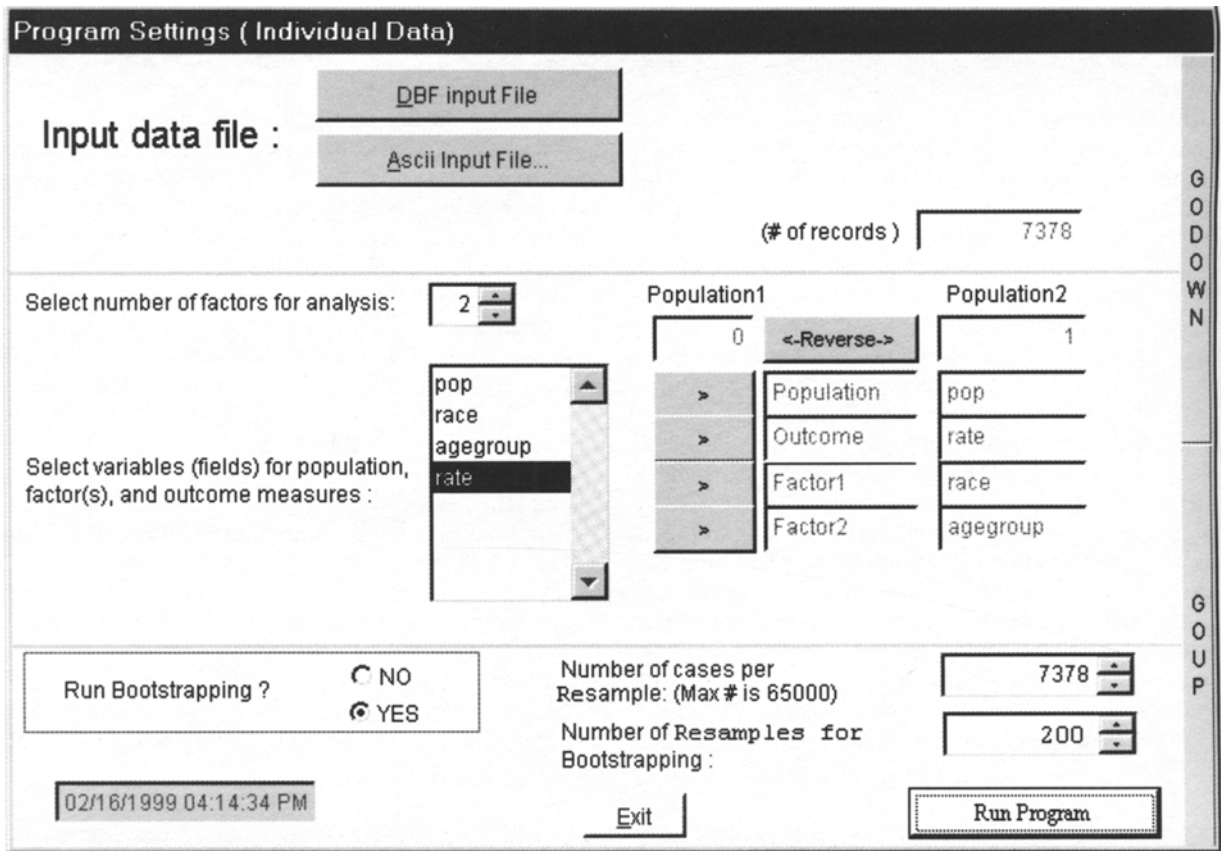 Program Settings ( Individual Data)
Input data file :
DBF input File
Ascii Input File...
(# of records )
7378
GODOWN
Select number of factors for analysis:
2
Population1
Population2
0
<-Reverse->
1
pop
race
agegroup
rate
Select variables (fields) for population,
factor(s), and outcome measures :
>
Population
pop
>
Outcome
rate
>
Factor1
race
>
Factor2
agegroup
GOUP
Run Bootstrapping ?
NO
YES
Number of cases per
Resample: (Max # is 65000)
7378
Number of Resamples for
Bootstrapping :
200
02/16/1999 04:14:34 PM
Exit
Run Program